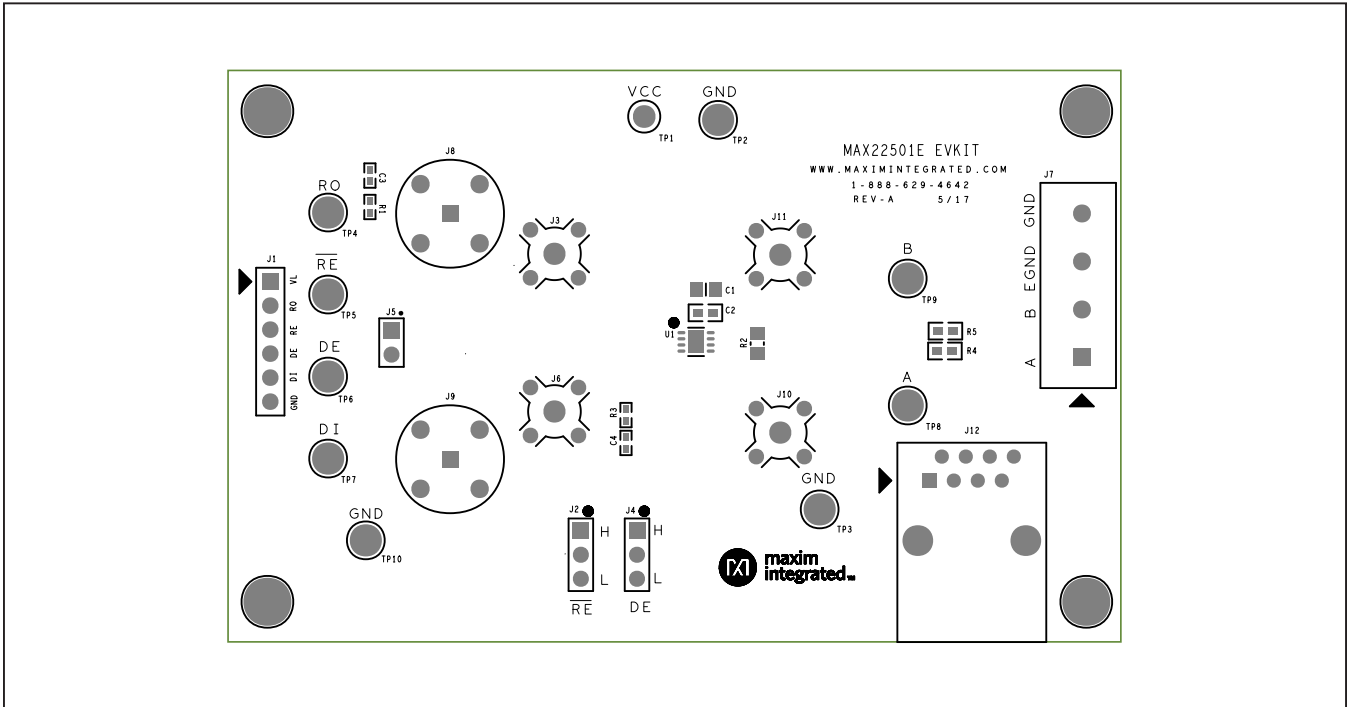 VCC
GND
TP1
TP2
MAX22501E EVKIT
WWW.MAXIMINTEGRATED.COM
1-888-629-4642
REV-A 5/17
J8
C3
R1
RO
TP4
J3
J11
J7
GND
EGND
B
A
J1
VL
RO
RE
DE
DI
GND
RE
TP5
J5
DE
TP6
DI
TP7
GND
TP10
J9
J6
R3
C4
C1
C2
U1
R2
J10
B
TP9
R5
R4
A
TP8
J12
GND
TP3
J2
H
L
RE
J4
H
L
DE
maxim
integrated™